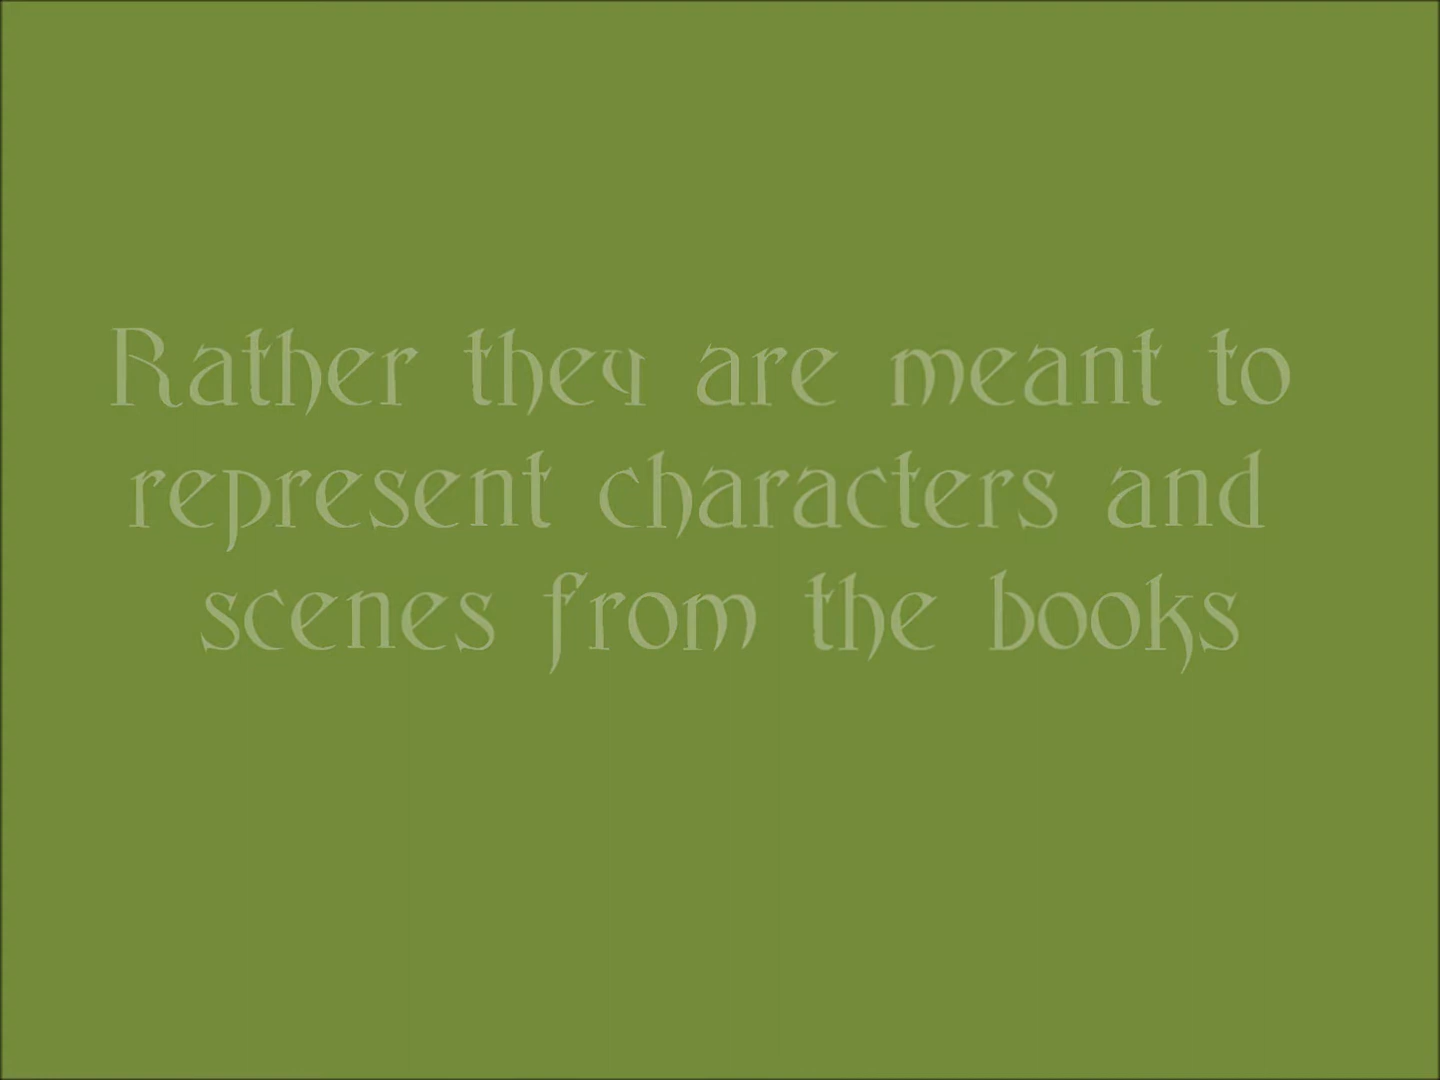 Rather they are meant to
represent characters and
scenes from the books